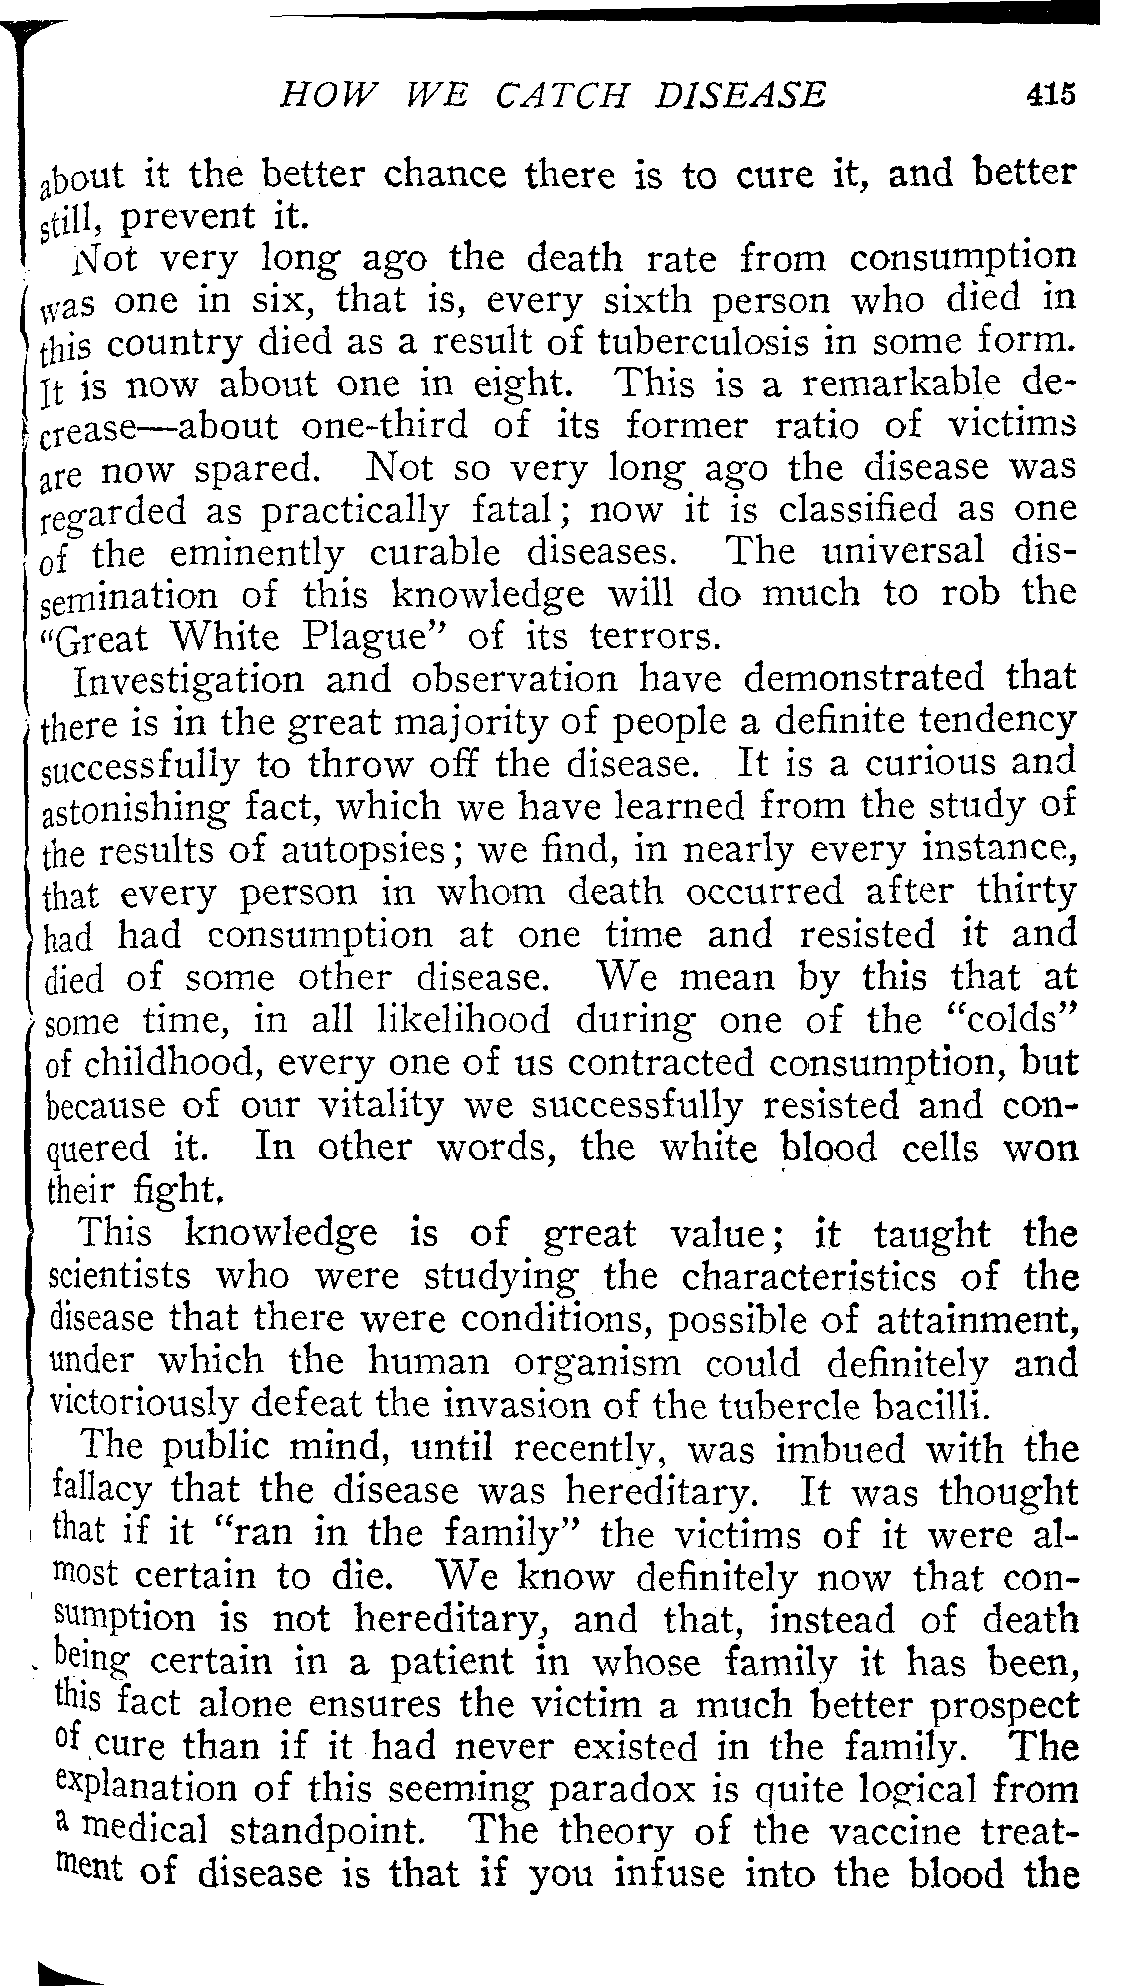 HOW WE CATCH DISEASE 415
about it the better chance there is to cure it, and better
still, prevent it.
Not very long ago the death rate from consumption
was one in six, that is, every sixth person who died in
this country died as a result of tuberculosis in some form.
It is now about one in eight. This is a remarkable de-
crease—about one-third of its former ratio of victims
are now spared. Not so very long ago the disease was
regarded as practically fatal; now it is classified as one
of the eminently curable diseases. The universal dis-
semination of this knowledge will do much to rob the
“Great White Plague” of its terrors.
Investigation and observation have demonstrated that
there is in the great majority of people a definite tendency
successfully to throw off the disease. It is a curious and
astonishing fact, which we have learned from the study of
the results of autopsies; we find, in nearly every instance,
that every person in whom death occurred after thirty
had had consumption at one time and resisted it and
died of some other disease. We mean by this that at
some time, in all likelihood during one of the “colds”
of childhood, every one of us contracted consumption, but
because of our vitality we successfully resisted and con-
quered it. In other words, the white blood cells won
their fight.
This knowledge is of great value; it taught the
scientists who were studying the characteristics of the
disease that there were conditions, possible of attainment,
under which the human organism could definitely and
victoriously defeat the invasion of the tubercle bacilli.
The public mind, until recently, was imbued with the
fallacy that the disease was hereditary. It was thought
that if it “ran in the family” the victims of it were al-
most certain to die. We know definitely now that con-
sumption is not hereditary, and that, instead of death
being certain in a patient in whose family it has been,
this fact alone ensures the victim a much better prospect
of cure than if it had never existed in the family. The
explanation of this seeming paradox is quite logical from
a medical standpoint. The theory of the vaccine treat-
ment of disease is that if you infuse into the blood the